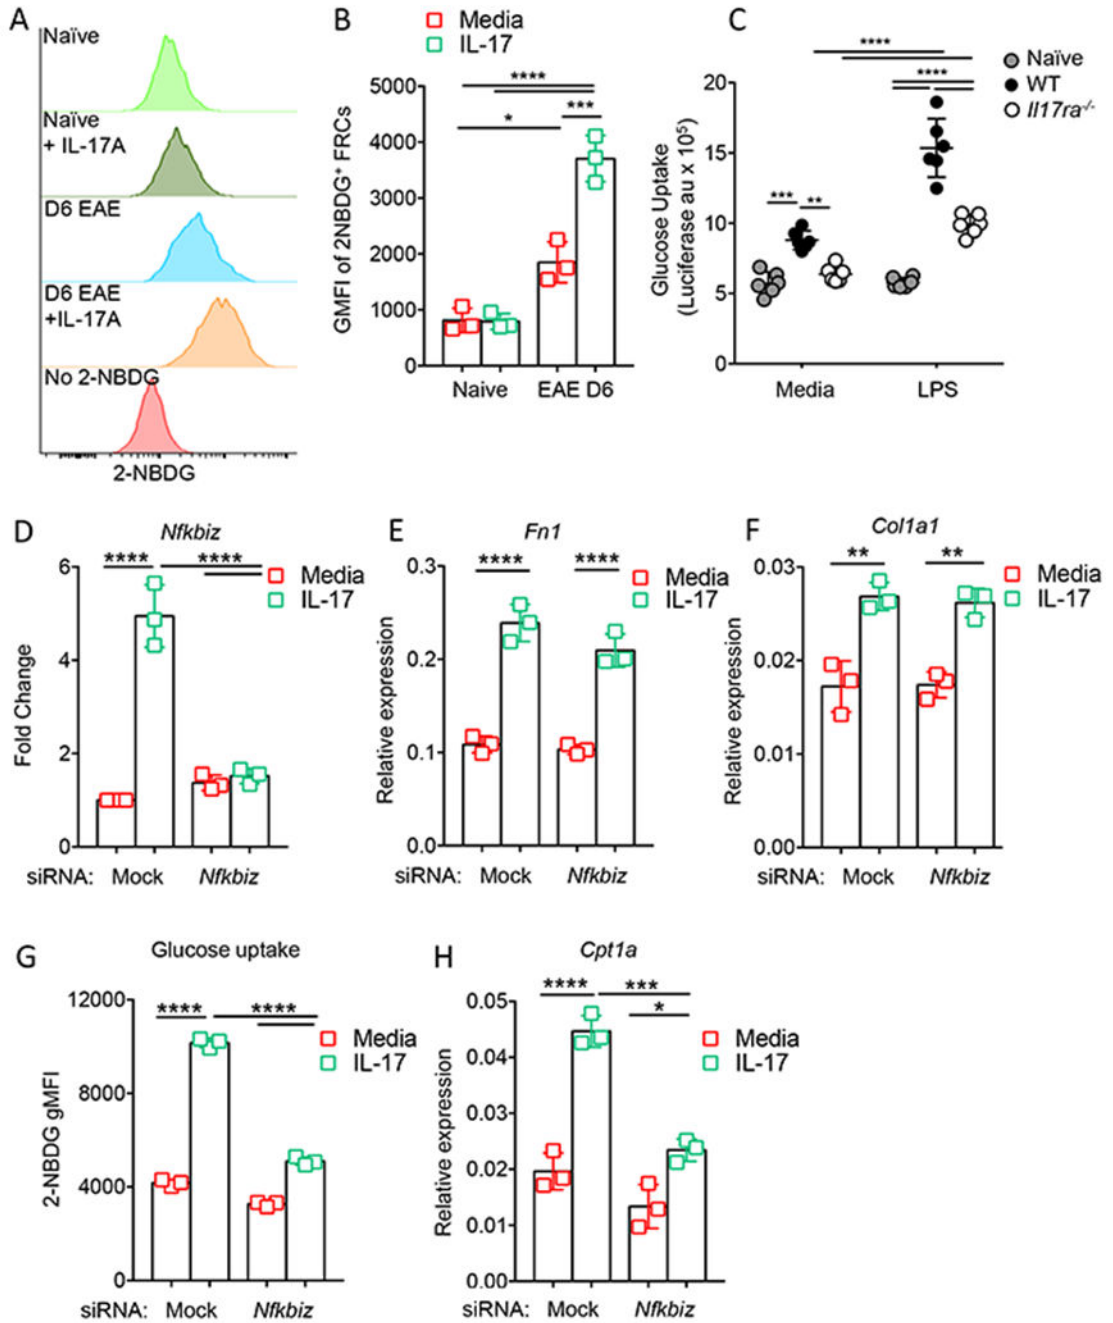 A
Naïve
Naïve
+ IL-17A
D6 EAE
D6 EAE
+IL-17A
No 2-NBDG
2-NBDG
B
Media
IL-17
GMFI of 2NBDG⁺ FRCs
5000
4000
3000
2000
1000
0
****
***
*
Naive
EAE D6
C
Naïve
WT
Il17ra⁻/⁻
Glucose Uptake
(Luciferase au x 10⁵)
20
15
10
5
0
****
****
***
**
Media
LPS
D
Nfkbiz
Fold Change
6
4
2
0
****
****
Media
IL-17
siRNA: Mock Nfkbiz
E
Fn1
Relative expression
0.3
0.2
0.1
0.0
****
****
Media
IL-17
siRNA: Mock Nfkbiz
F
Col1a1
Relative expression
0.03
0.02
0.01
0.00
**
**
Media
IL-17
siRNA: Mock Nfkbiz
G
Glucose uptake
2-NBDG gMFI
12000
8000
4000
0
****
****
Media
IL-17
siRNA: Mock Nfkbiz
H
Cpt1a
Relative expression
0.05
0.04
0.03
0.02
0.01
0.00
****
***
*
Media
IL-17
siRNA: Mock Nfkbiz